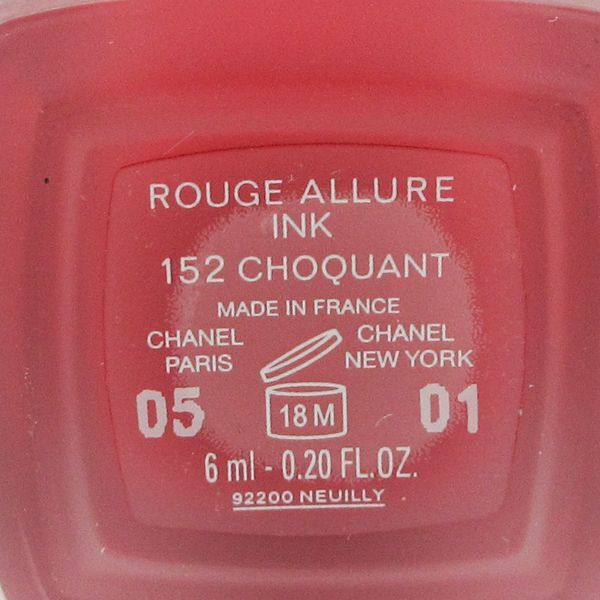 ROUGE ALLURE
INK
152 CHOQUANT
MADE IN FRANCE
CHANEL
PARIS
CHANEL
NEW YORK
05
18 M
01
6 ml - 0.20 FL.OZ.
92200 NEUILLY